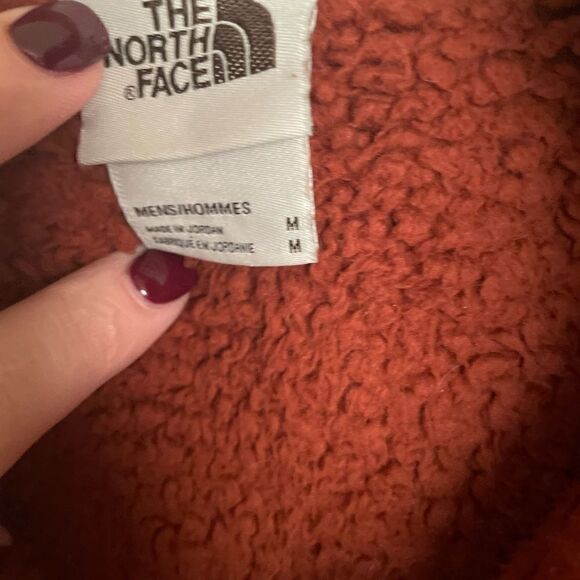 THE
NORTH
®FACE
MENS/HOMMES
MADE IN JORDAN M
FABRIQUE EN JORDANIE M